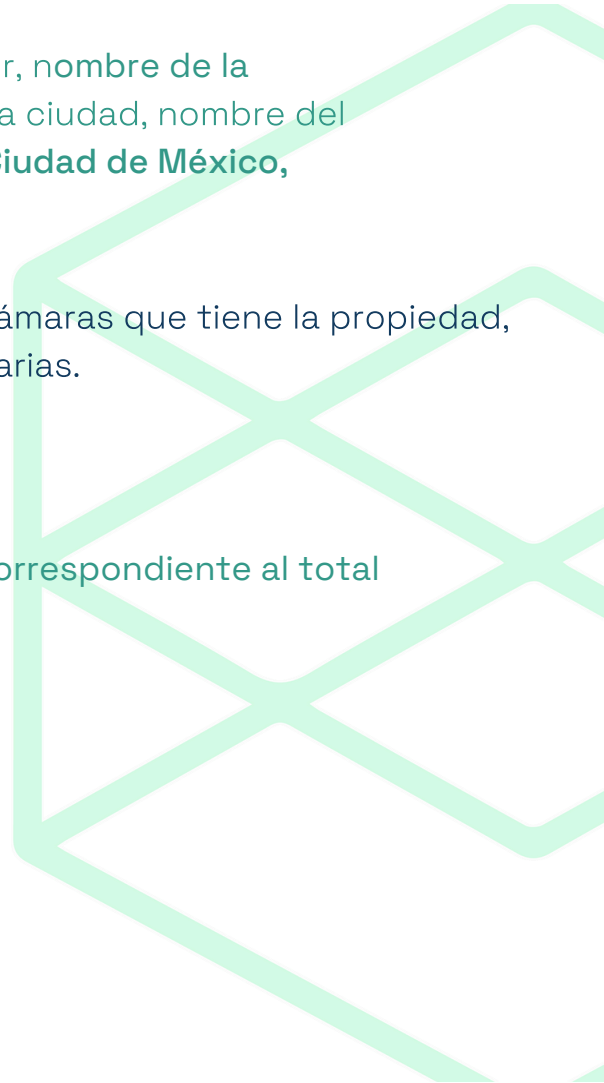 r, nombre de la
a ciudad, nombre del
Ciudad de México,
ámaras que tiene la propiedad,
arias.
orrespondiente al total